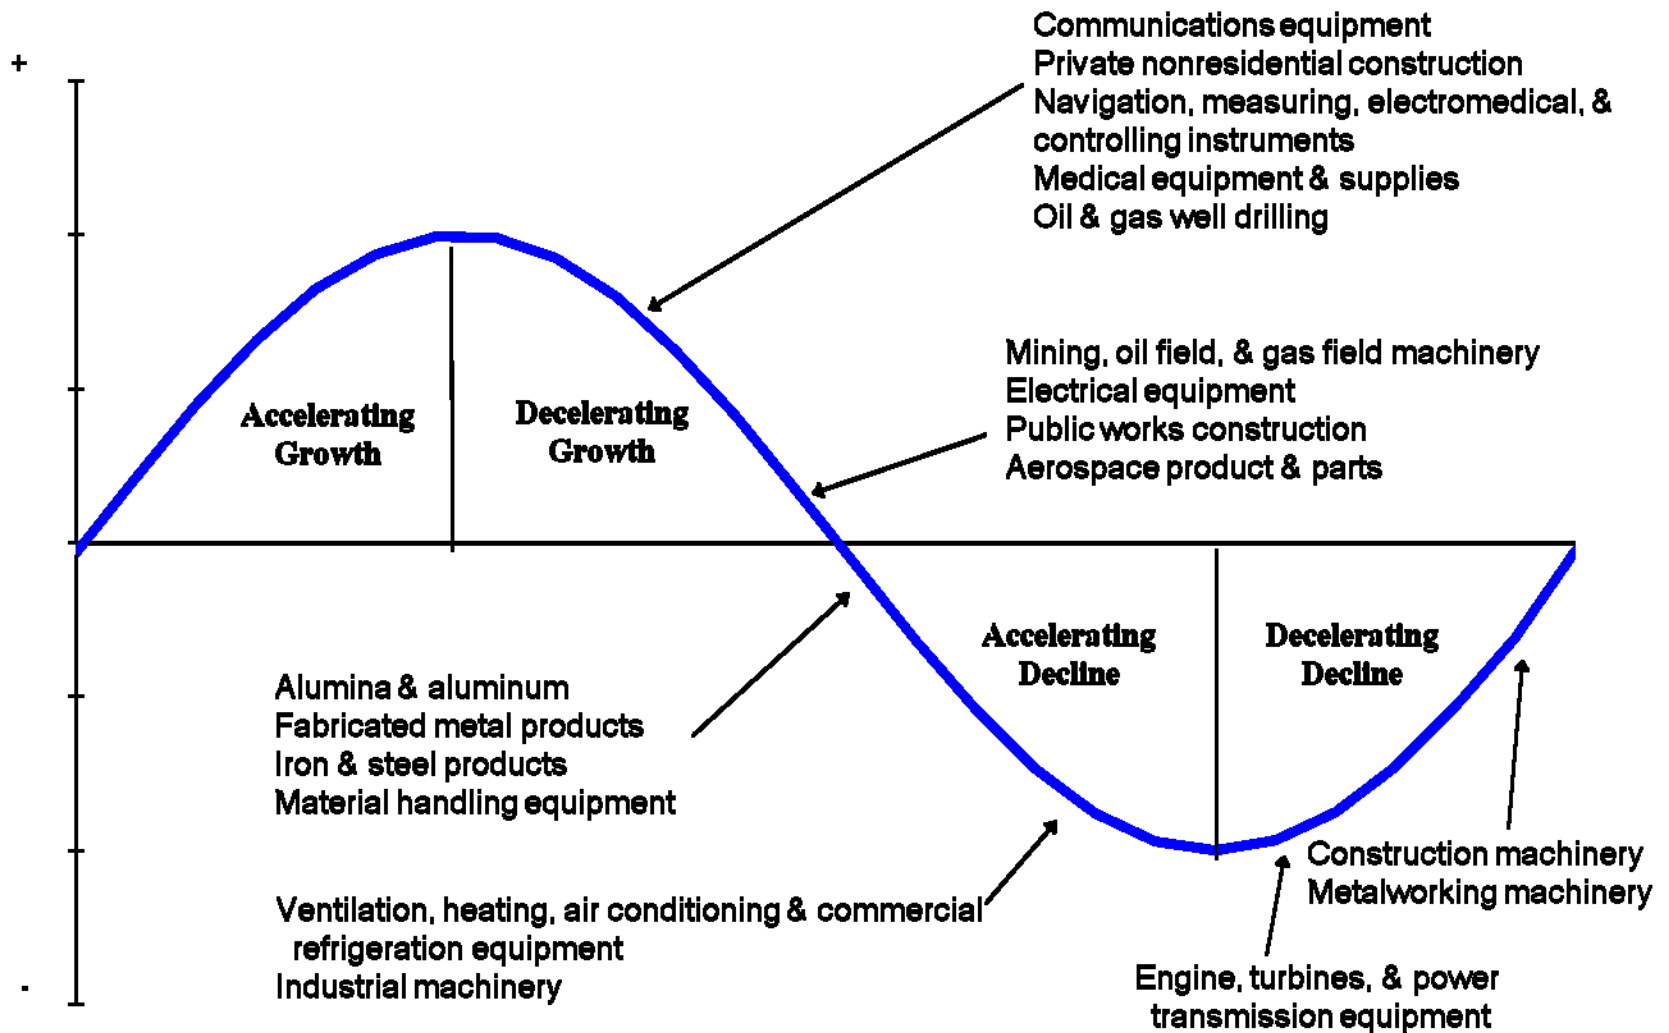 +
Communications equipment
Private nonresidential construction
Navigation, measuring, electromedical, &
controlling instruments
Medical equipment & supplies
Oil & gas well drilling
Mining, oil field, & gas field machinery
Electrical equipment
Public works construction
Aerospace product & parts
Accelerating
Growth
Decelerating
Growth
Accelerating
Decline
Decelerating
Decline
Alumina & aluminum
Fabricated metal products
Iron & steel products
Material handling equipment
Ventilation, heating, air conditioning & commercial
refrigeration equipment
Industrial machinery
Construction machinery
Metalworking machinery
Engine, turbines, & power
transmission equipment
-